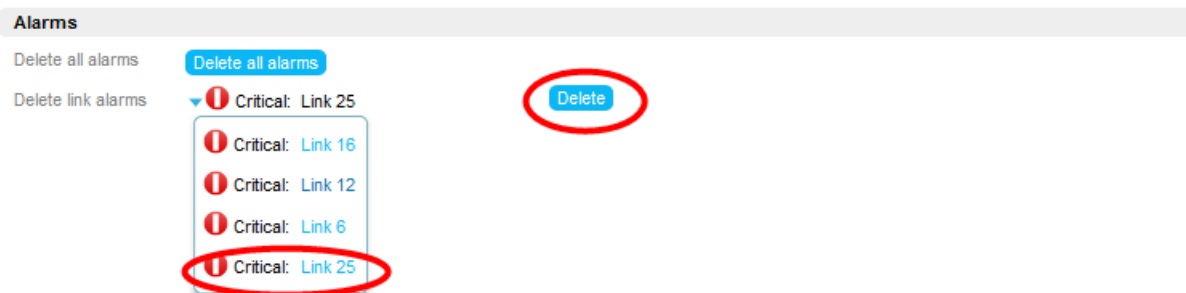 Alarms
Delete all alarms Delete all alarms
Delete link alarms Critical: Link 25 Delete
Critical: Link 16
Critical: Link 12
Critical: Link 6
Critical: Link 25